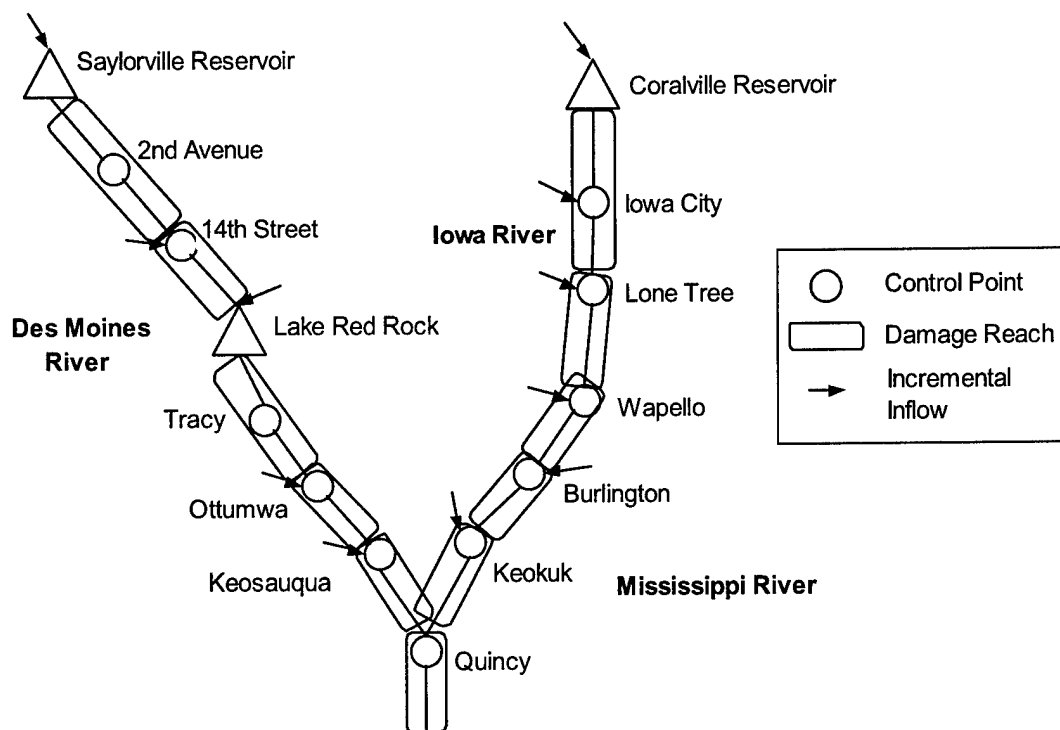 Saylorville Reservoir
Coralville Reservoir
2nd Avenue
Iowa City
14th Street
Iowa River
Lone Tree
Des Moines
River
Lake Red Rock
Tracy
Wapello
Ottumwa
Burlington
Keosauqua
Keokuk
Mississippi River
Quincy
Control Point
Damage Reach
Incremental
Inflow